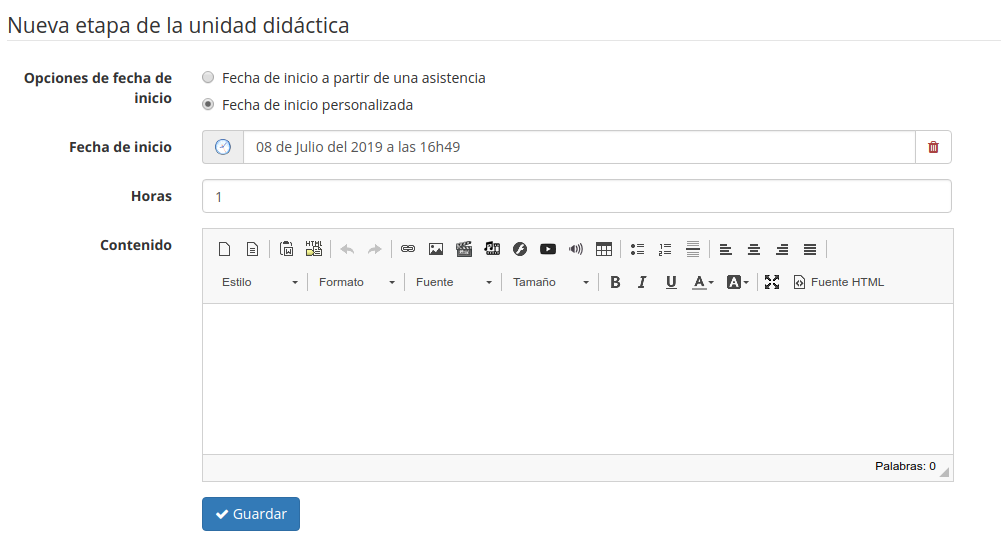 Nueva etapa de la unidad didáctica
Opciones de fecha de inicio
Fecha de inicio a partir de una asistencia
Fecha de inicio personalizada
Fecha de inicio
08 de Julio del 2019 a las 16h49
Horas
1
Contenido
HTML
Estilo Formato Fuente Tamaño B I U A A Fuente HTML
Palabras: 0
Guardar